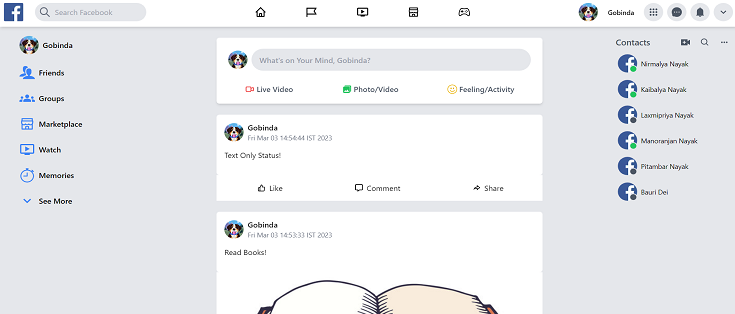 Search Facebook
Gobinda
Gobinda
Friends
Groups
Marketplace
Watch
Memories
See More
What's on Your Mind, Gobinda?
Live Video
Photo/Video
Feeling/Activity
Gobinda
Fri Mar 03 14:54:44 IST 2023
Text Only Status!
Like
Comment
Share
Gobinda
Fri Mar 03 14:53:33 IST 2023
Read Books!
Contacts
Nirmalya Nayak
Kaibalya Nayak
Laxmipriya Nayak
Manoranjan Nayak
Pitambar Nayak
Bauri Dei